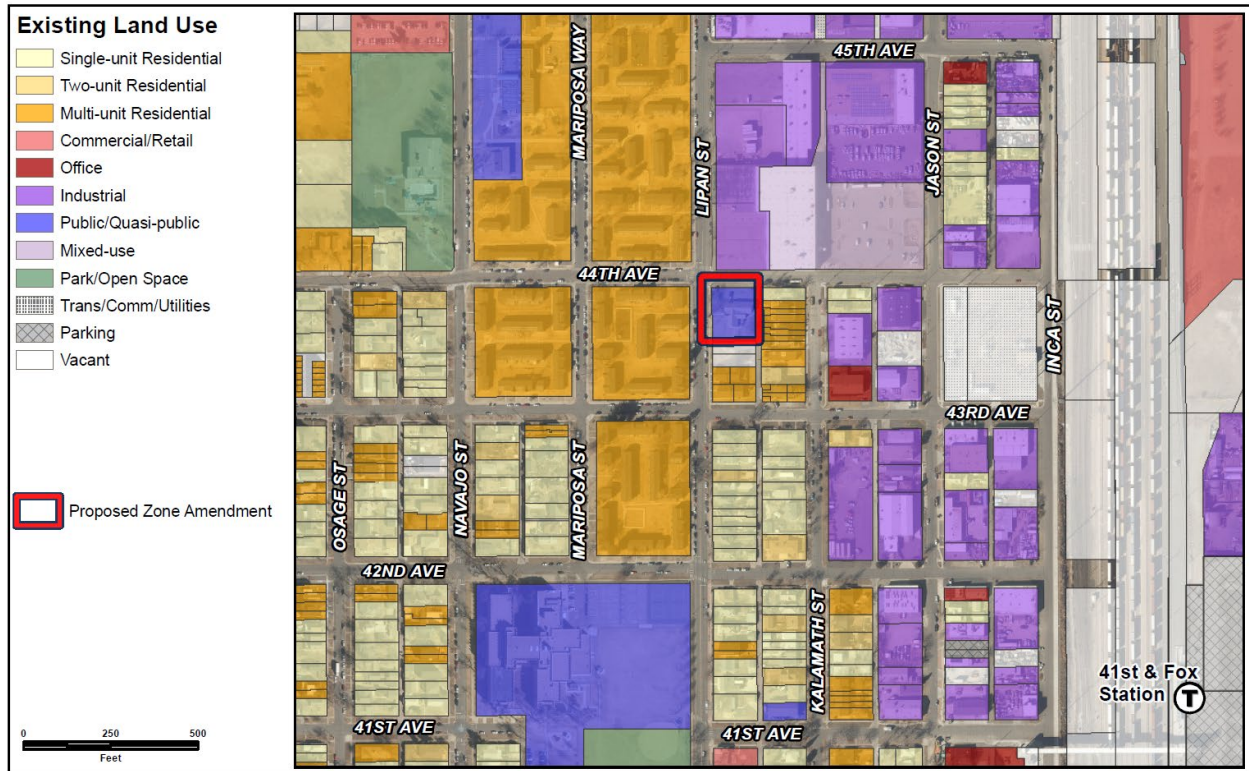 Existing Land Use
Single-unit Residential
Two-unit Residential
Multi-unit Residential
Commercial/Retail
Office
Industrial
Public/Quasi-public
Mixed-use
Park/Open Space
Trans/Comm/Utilities
Parking
Vacant
Proposed Zone Amendment
0 250 500
Feet
MARIPOSA WAY
45TH AVE
LIPAN ST
JASON ST
44TH AVE
INCA ST
43RD AVE
OSAGE ST
NAVAJO ST
MARIPOSA ST
42ND AVE
KALAMATH ST
41st & Fox
Station T
41ST AVE
41ST AVE